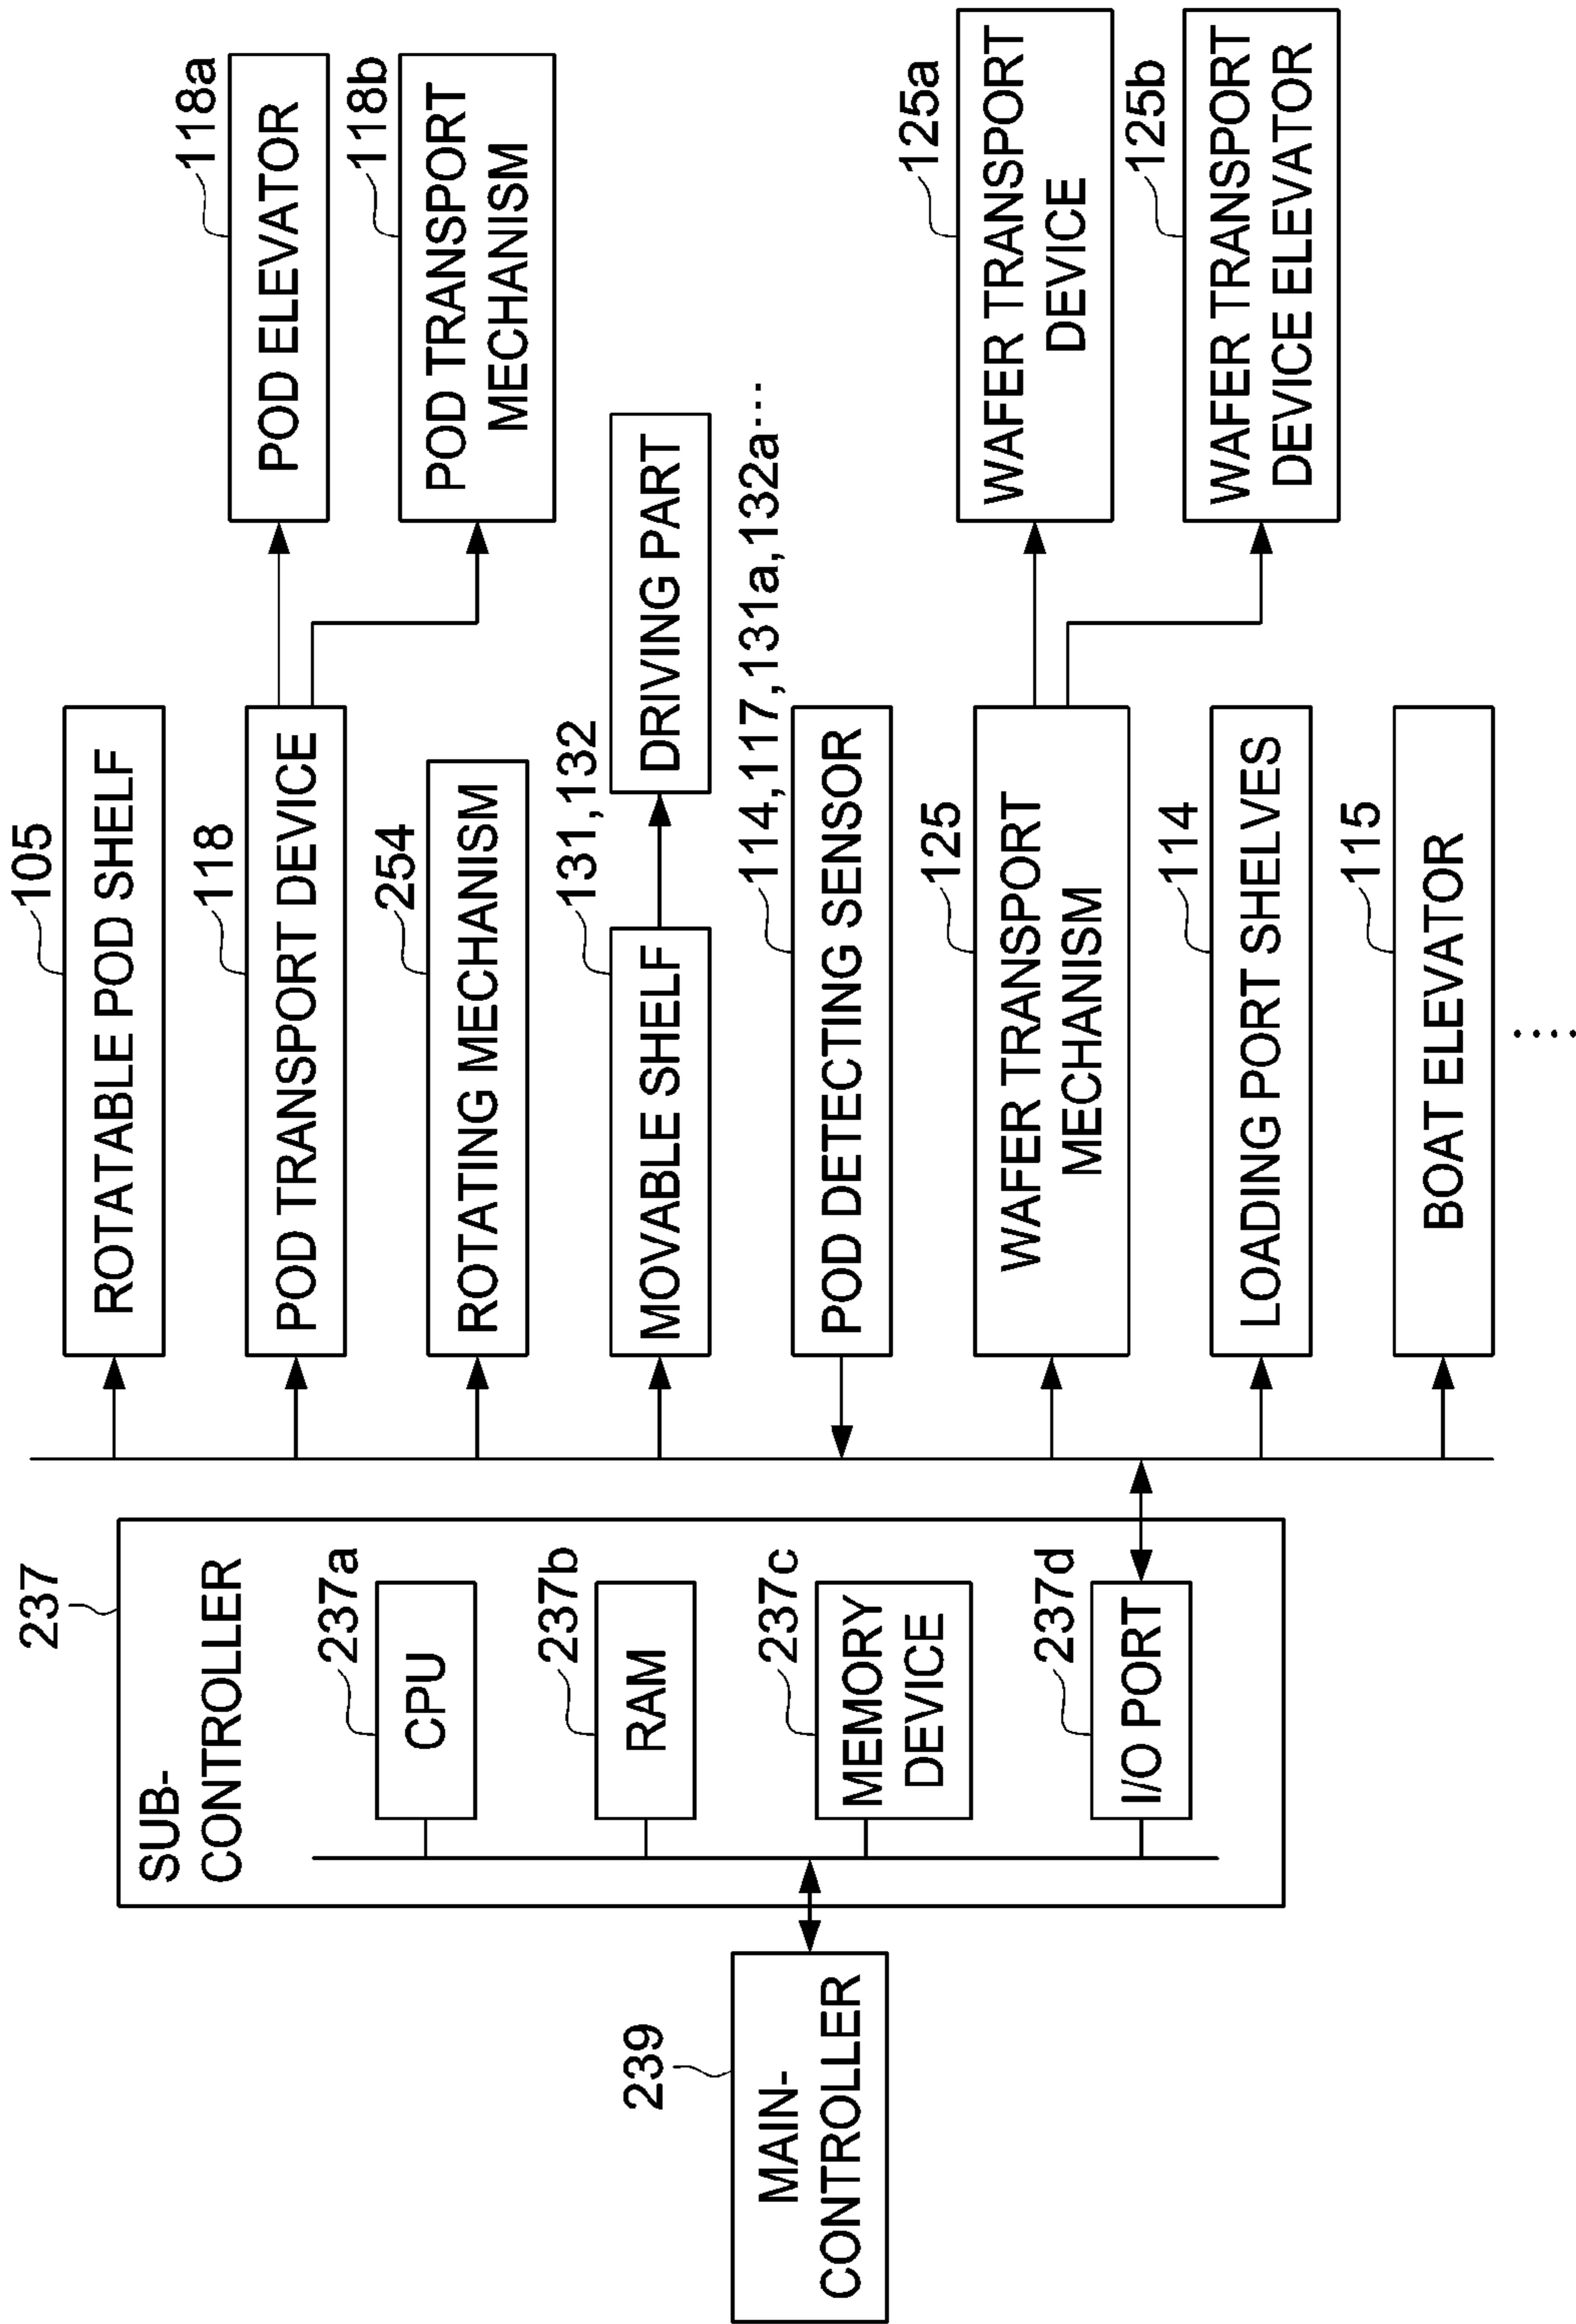 239
MAIN-
CONTROLLER
237
SUB-
CONTROLLER
237a
CPU
237b
RAM
237c
MEMORY
DEVICE
237d
I/O PORT
105
ROTATABLE POD SHELF
118
POD TRANSPORT DEVICE
118a
POD ELEVATOR
118b
POD TRANSPORT
MECHANISM
254
ROTATING MECHANISM
131,132
MOVABLE SHELF
DRIVING PART
114,117,131a,132a···
POD DETECTING SENSOR
125
WAFER TRANSPORT
MECHANISM
125a
WAFER TRANSPORT
DEVICE
125b
WAFER TRANSPORT
DEVICE ELEVATOR
114
LOADING PORT SHELVES
115
BOAT ELEVATOR
····